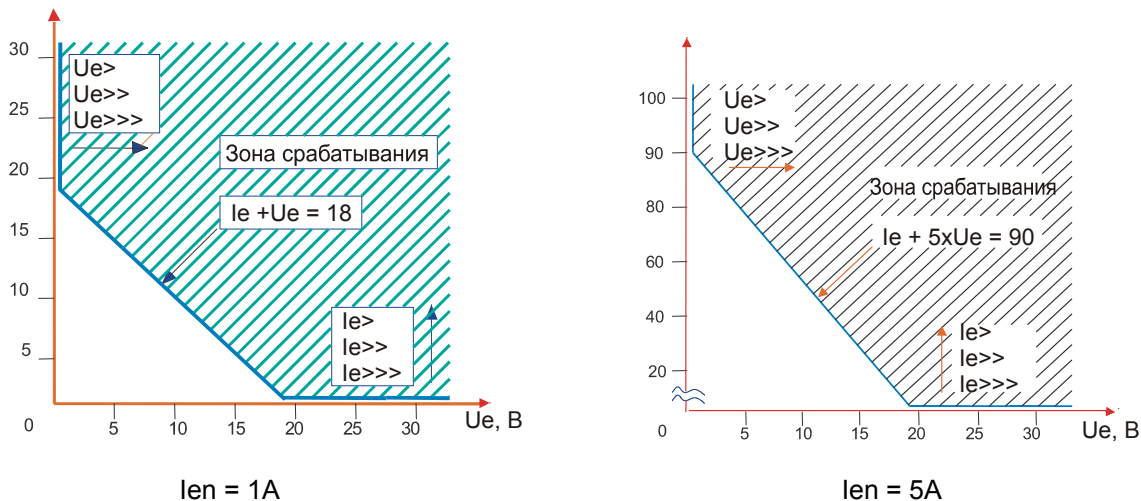 30
25
20
15
10
5
0
Ue>
Ue>>
Ue>>>
Зона срабатывания
Ie +Ue = 18
Ie>
Ie>>
Ie>>>
5
10
15
20
25
30
Ue, В
Ien = 1A
100
90
80
60
40
20
0
Ue>
Ue>>
Ue>>>
Зона срабатывания
Ie + 5xUe = 90
Ie>
Ie>>
Ie>>>
5
10
15
20
25
30
Ue, В
Ien = 5A